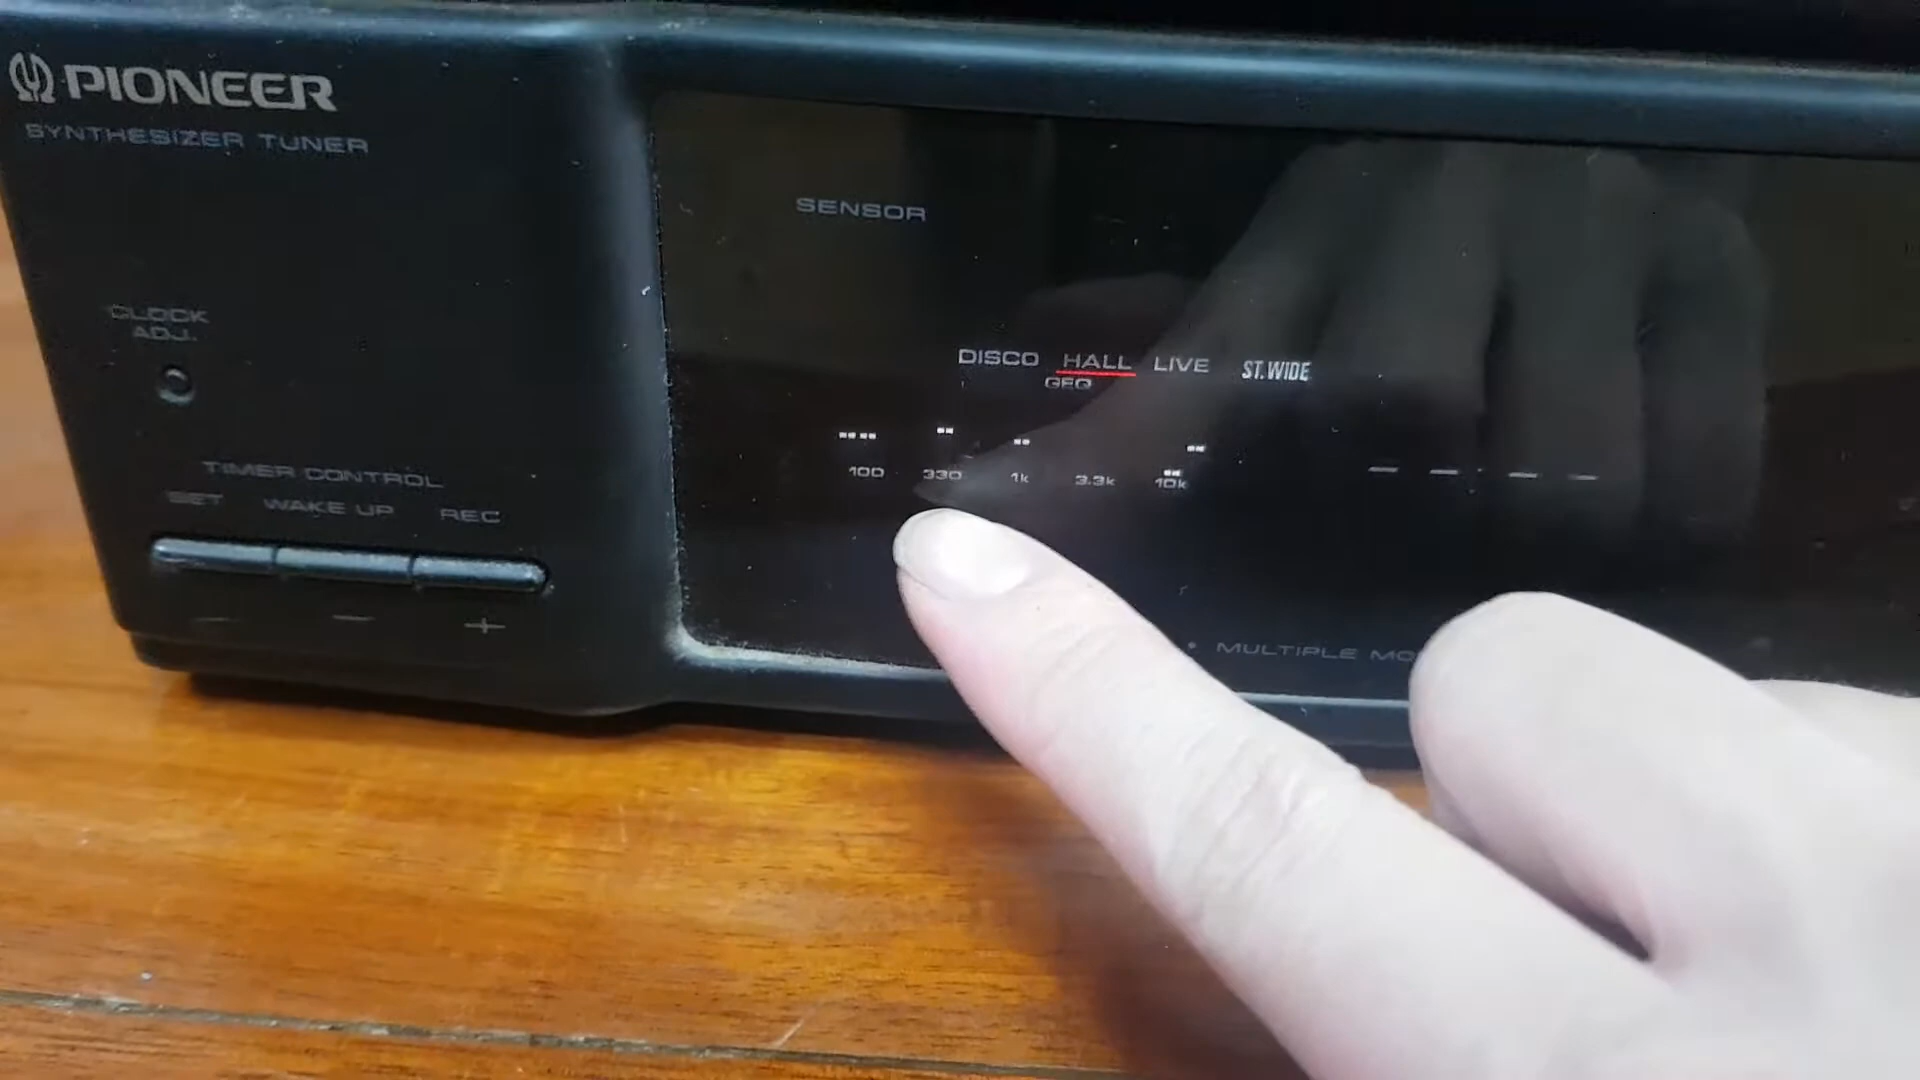 PIONEER
SYNTHESIZER TUNER
SENSOR
CLOCK
ADJ.
DISCO HALL LIVE ST.WIDE
GEQ
100 330 1k 3.3k 10k
TIMER CONTROL
SET WAKE UP REC
− − +
• MULTIPLE MO